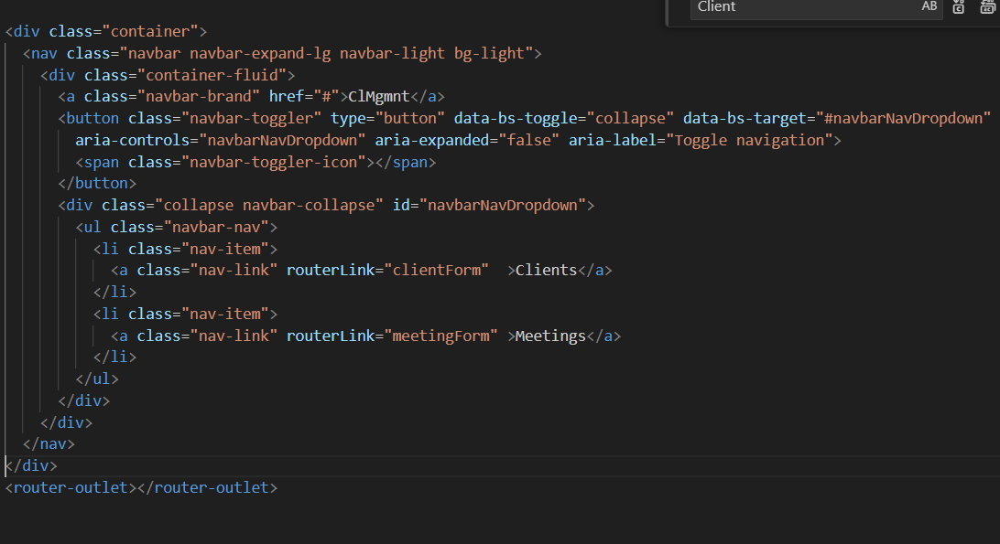 Client AB
<div class="container">
<nav class="navbar navbar-expand-lg navbar-light bg-light">
<div class="container-fluid">
<a class="navbar-brand" href="#">ClMgmnt</a>
<button class="navbar-toggler" type="button" data-bs-toggle="collapse" data-bs-target="#navbarNavDropdown"
aria-controls="navbarNavDropdown" aria-expanded="false" aria-label="Toggle navigation">
<span class="navbar-toggler-icon"></span>
</button>
<div class="collapse navbar-collapse" id="navbarNavDropdown">
<ul class="navbar-nav">
<li class="nav-item">
<a class="nav-link" routerLink="clientForm"  >Clients</a>
</li>
<li class="nav-item">
<a class="nav-link" routerLink="meetingForm" >Meetings</a>
</li>
</ul>
</div>
</div>
</nav>
</div>
<router-outlet></router-outlet>